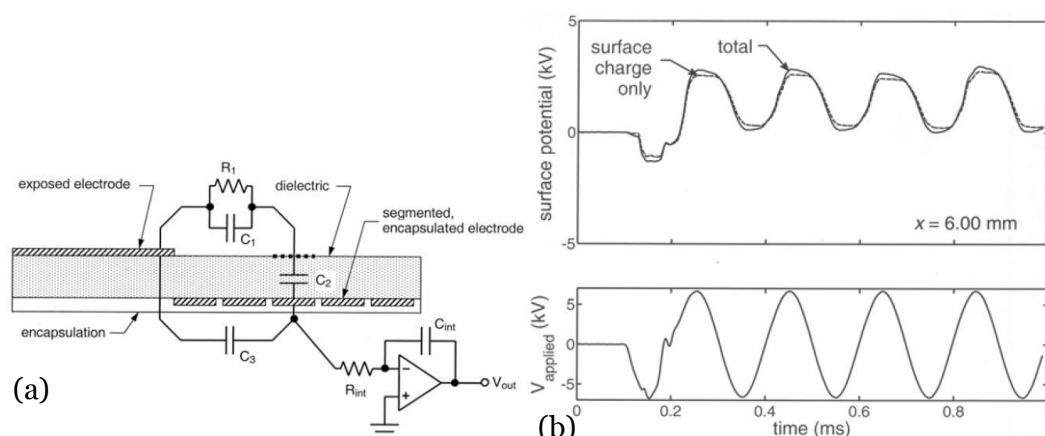 exposed electrode
R1
C1
dielectric
segmented,
encapsulated electrode
C2
encapsulation
C3
Cint
Rint
−
+
Vout
(a)
5
0
-5
surface potential (kV)
surface
charge
only
total
x = 6.00 mm
5
0
-5
Vapplied (kV)
0
0.2
0.4
0.6
0.8
1
time (ms)
(b)